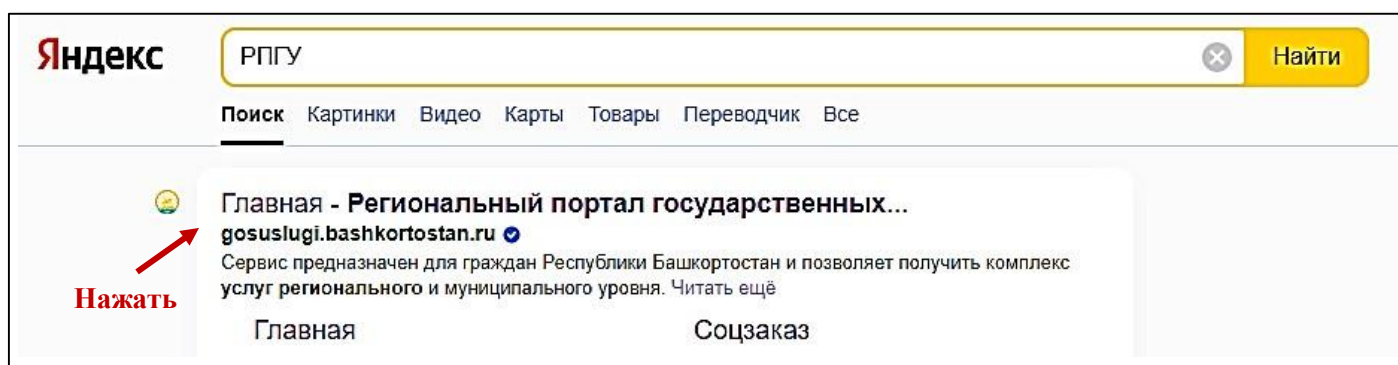 Яндекс
РПГУ
Найти
Поиск Картинки Видео Карты Товары Переводчик Все
Главная - Региональный портал государственных...
gosuslugi.bashkortostan.ru
Сервис предназначен для граждан Республики Башкортостан и позволяет получить комплекс
услуг регионального и муниципального уровня. Читать ещё
Нажать
Главная Соцзаказ